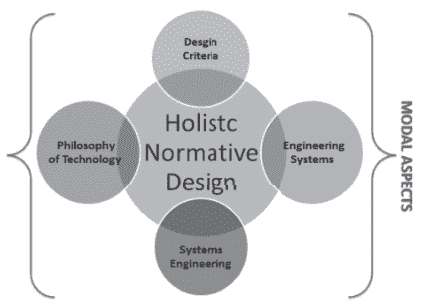 Desgin
Criteria
Philosophy
of Technology
Holistc
Normative
Design
Engineering
Systems
Systems
Engineering
MODAL ASPECTS